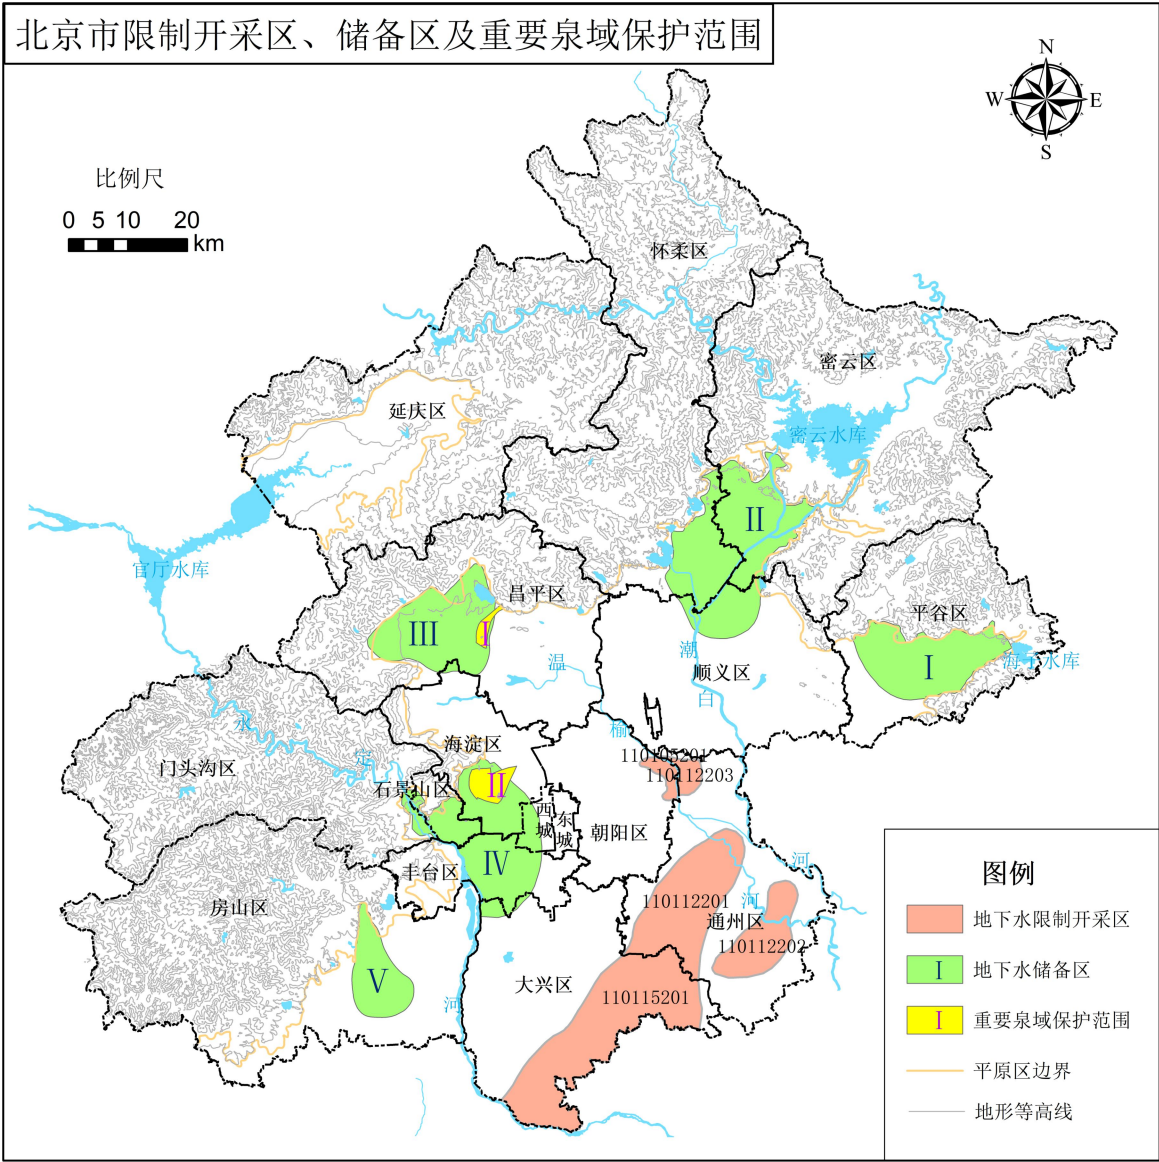 北京市限制开采区、储备区及重要泉域保护范围
N
W
E
S
比例尺
0 5 10 20
km
怀柔区
密云区
延庆区
密云水库
II
官厅水库
昌平区
平谷区
III
I
海子水库
I
温
潮
顺义区
白
永
榆
海淀区
定
110105201
门头沟区
110112203
石景山区
II
西城
东城
朝阳区
IV
丰台区
河
110112201
河
房山区
通州区
110112202
V
大兴区
110115201
河
图例
地下水限制开采区
I
地下水储备区
I
重要泉域保护范围
平原区边界
地形等高线